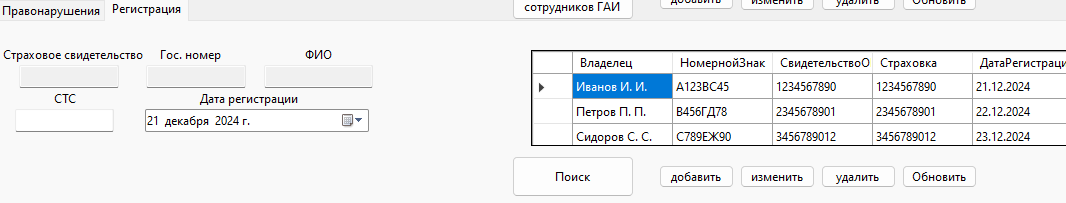 Правонарушения Регистрация
сотрудников ГАИ добавить изменить удалить Обновить
Страховое свидетельство Гос. номер ФИО
СТС Дата регистрации
21 декабря 2024 г.
Владелец НомернойЗнак СвидетельствоО Страховка ДатаРегистраци
Иванов И. И. А123ВС45 1234567890 1234567890 21.12.2024
Петров П. П. В456ГД78 2345678901 2345678901 22.12.2024
Сидоров С. С. С789ЕЖ90 3456789012 3456789012 23.12.2024
Поиск добавить изменить удалить Обновить